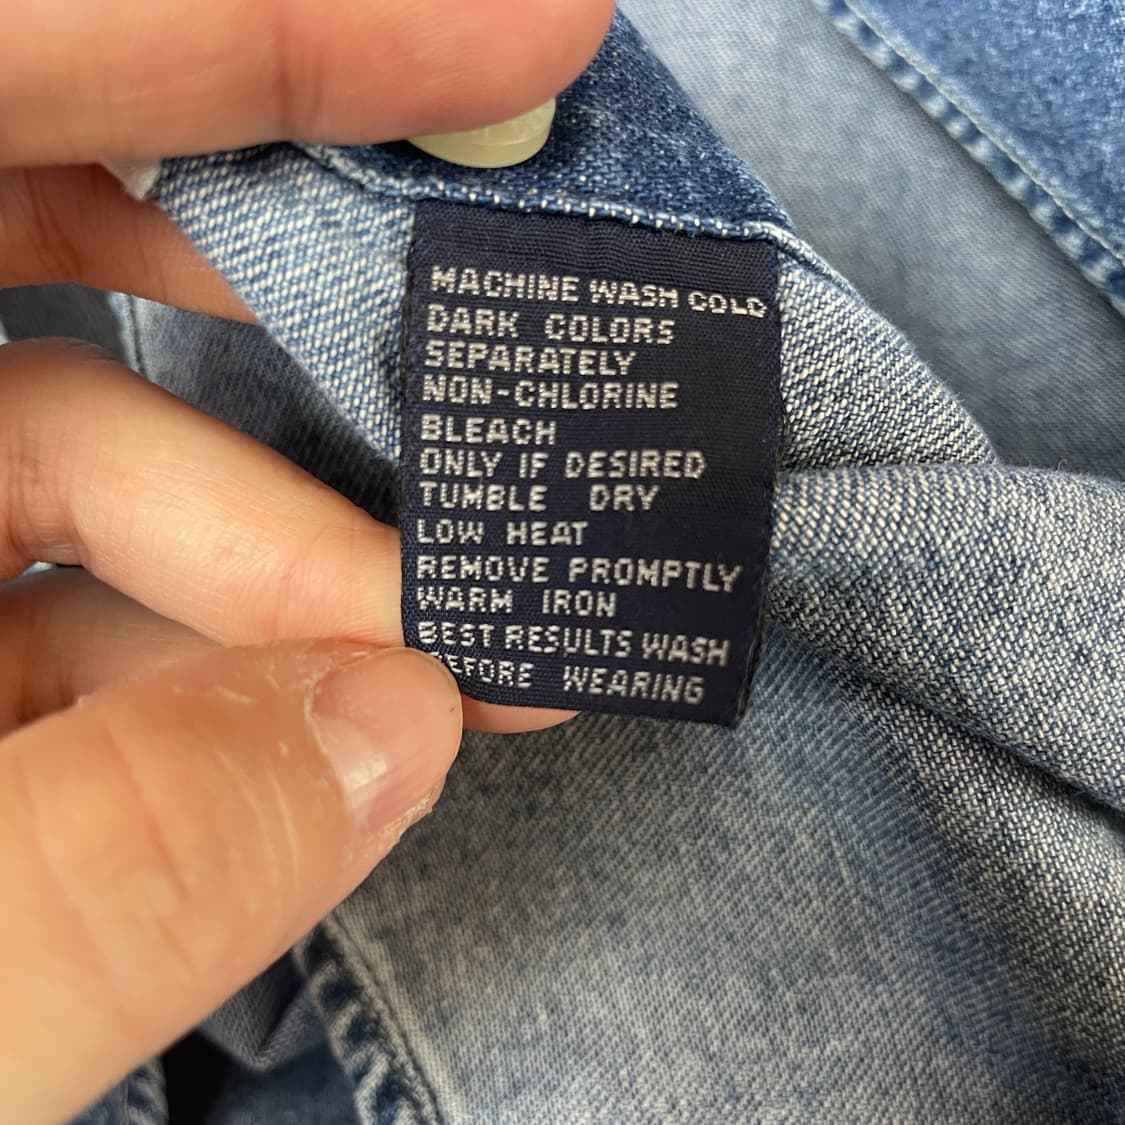 MACHINE WASH COLD
DARK COLORS
SEPARATELY
NON-CHLORINE
BLEACH
ONLY IF DESIRED
TUMBLE DRY
LOW HEAT
REMOVE PROMPTLY
WARM IRON
BEST RESULTS WASH
BEFORE WEARING